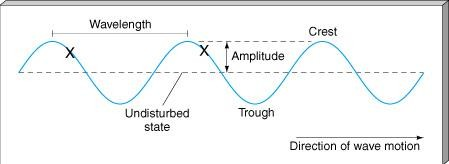 Wavelength
Crest
X
X
Amplitude
Undisturbed
state
Trough
Direction of wave motion